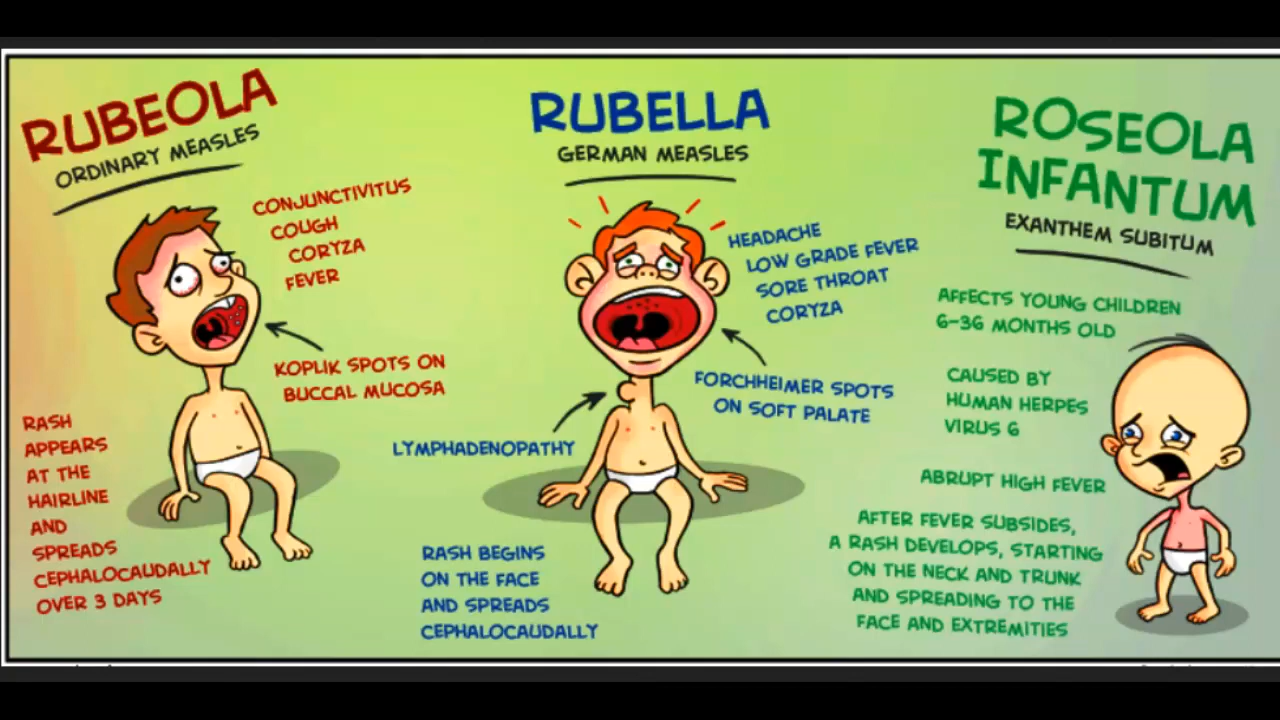 RUBEOLA
ORDINARY MEASLES
CONJUNCTIVITUS
COUGH
CORYZA
FEVER
KOPLIK SPOTS ON
BUCCAL MUCOSA
RASH
APPEARS
AT THE
HAIRLINE
AND
SPREADS
CEPHALOCAUDALLY
OVER 3 DAYS
RUBELLA
GERMAN MEASLES
HEADACHE
LOW GRADE FEVER
SORE THROAT
CORYZA
FORCHHEIMER SPOTS
ON SOFT PALATE
LYMPHADENOPATHY
RASH BEGINS
ON THE FACE
AND SPREADS
CEPHALOCAUDALLY
ROSEOLA
INFANTUM
EXANTHEM SUBITUM
AFFECTS YOUNG CHILDREN
6-36 MONTHS OLD
CAUSED BY
HUMAN HERPES
VIRUS 6
ABRUPT HIGH FEVER
AFTER FEVER SUBSIDES,
A RASH DEVELOPS, STARTING
ON THE NECK AND TRUNK
AND SPREADING TO THE
FACE AND EXTREMITIES